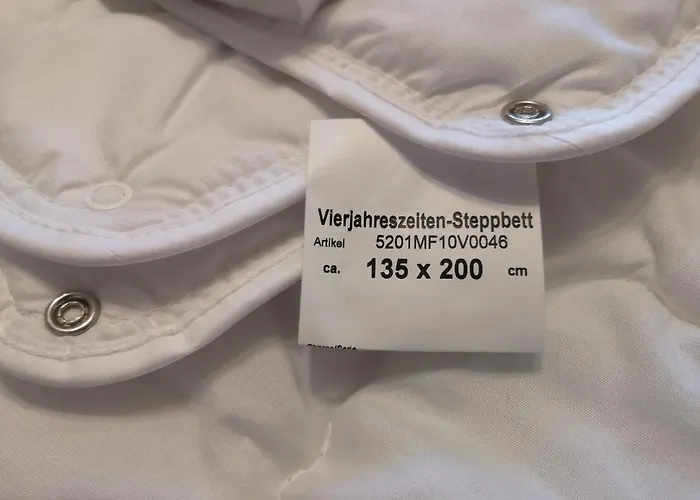 Vierjahreszeiten-Steppbett
Artikel 5201MF10V0046
ca. 135 x 200 cm